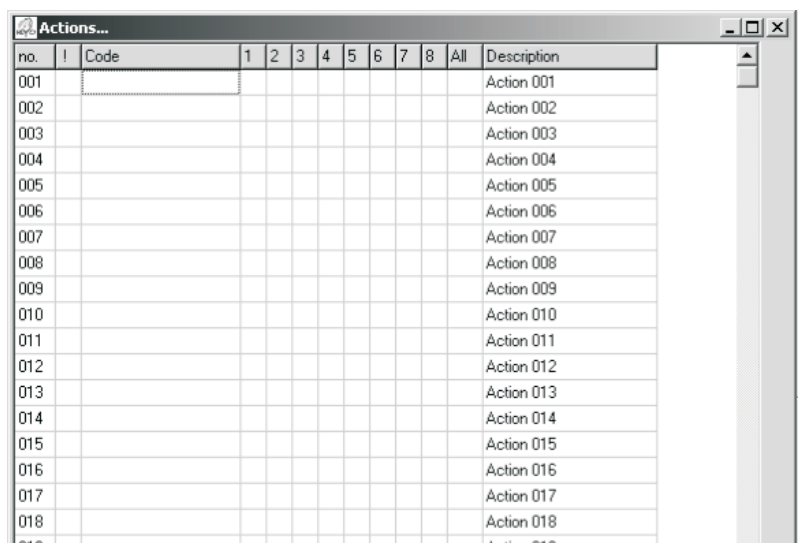 Actions...
no. ! Code 1 2 3 4 5 6 7 8 All Description
001 Action 001
002 Action 002
003 Action 003
004 Action 004
005 Action 005
006 Action 006
007 Action 007
008 Action 008
009 Action 009
010 Action 010
011 Action 011
012 Action 012
013 Action 013
014 Action 014
015 Action 015
016 Action 016
017 Action 017
018 Action 018